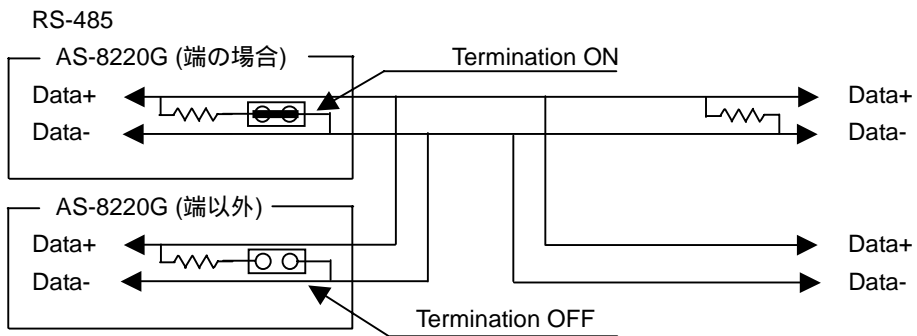 RS-485
AS-8220G (端の場合)
Termination ON
Data+
Data+
Data-
Data-
AS-8220G (端以外)
Data+
Data+
Data-
Data-
Termination OFF